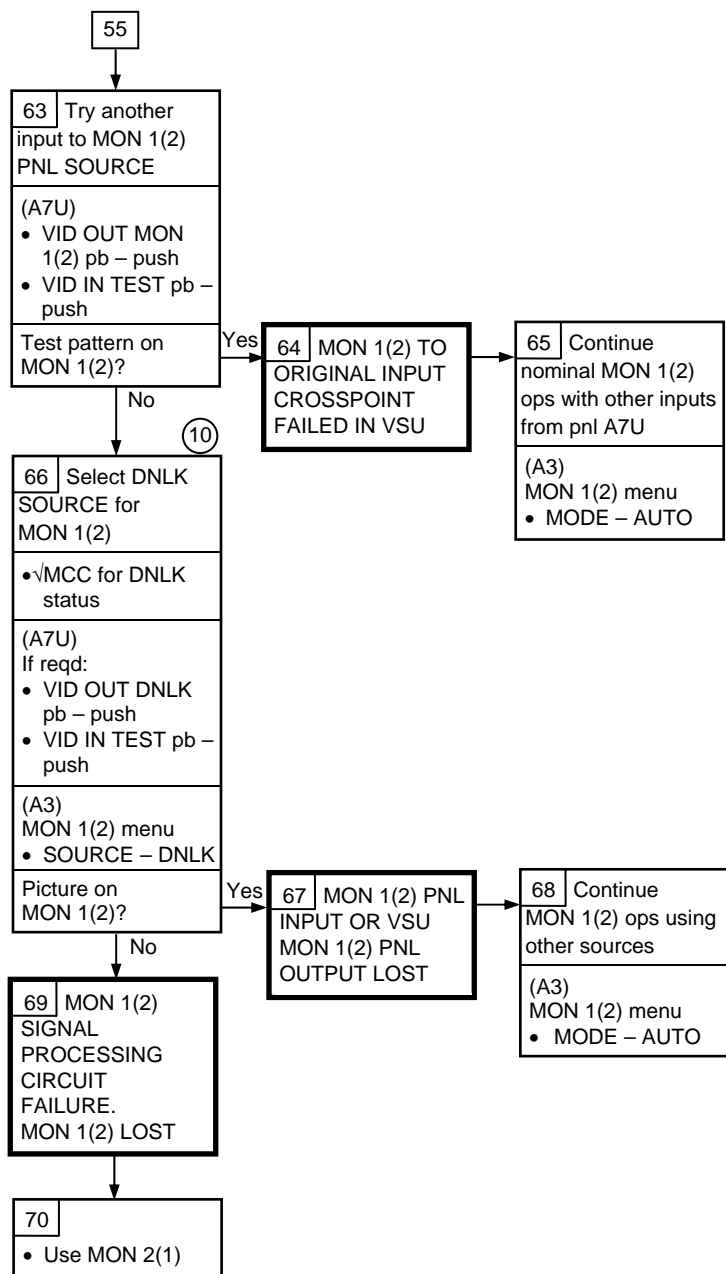 55
63 Try another
input to MON 1(2)
PNL SOURCE
(A7U)
• VID OUT MON
1(2) pb – push
• VID IN TEST pb –
push
Test pattern on
MON 1(2)?
Yes
No
64 MON 1(2) TO
ORIGINAL INPUT
CROSSPOINT
FAILED IN VSU
65 Continue
nominal MON 1(2)
ops with other inputs
from pnl A7U
(A3)
MON 1(2) menu
• MODE – AUTO
10
66 Select DNLK
SOURCE for
MON 1(2)
•√MCC for DNLK
status
(A7U)
If reqd:
• VID OUT DNLK
pb – push
• VID IN TEST pb –
push
(A3)
MON 1(2) menu
• SOURCE – DNLK
Picture on
MON 1(2)?
Yes
No
67 MON 1(2) PNL
INPUT OR VSU
MON 1(2) PNL
OUTPUT LOST
68 Continue
MON 1(2) ops using
other sources
(A3)
MON 1(2) menu
• MODE – AUTO
69 MON 1(2)
SIGNAL
PROCESSING
CIRCUIT
FAILURE.
MON 1(2) LOST
70
• Use MON 2(1)